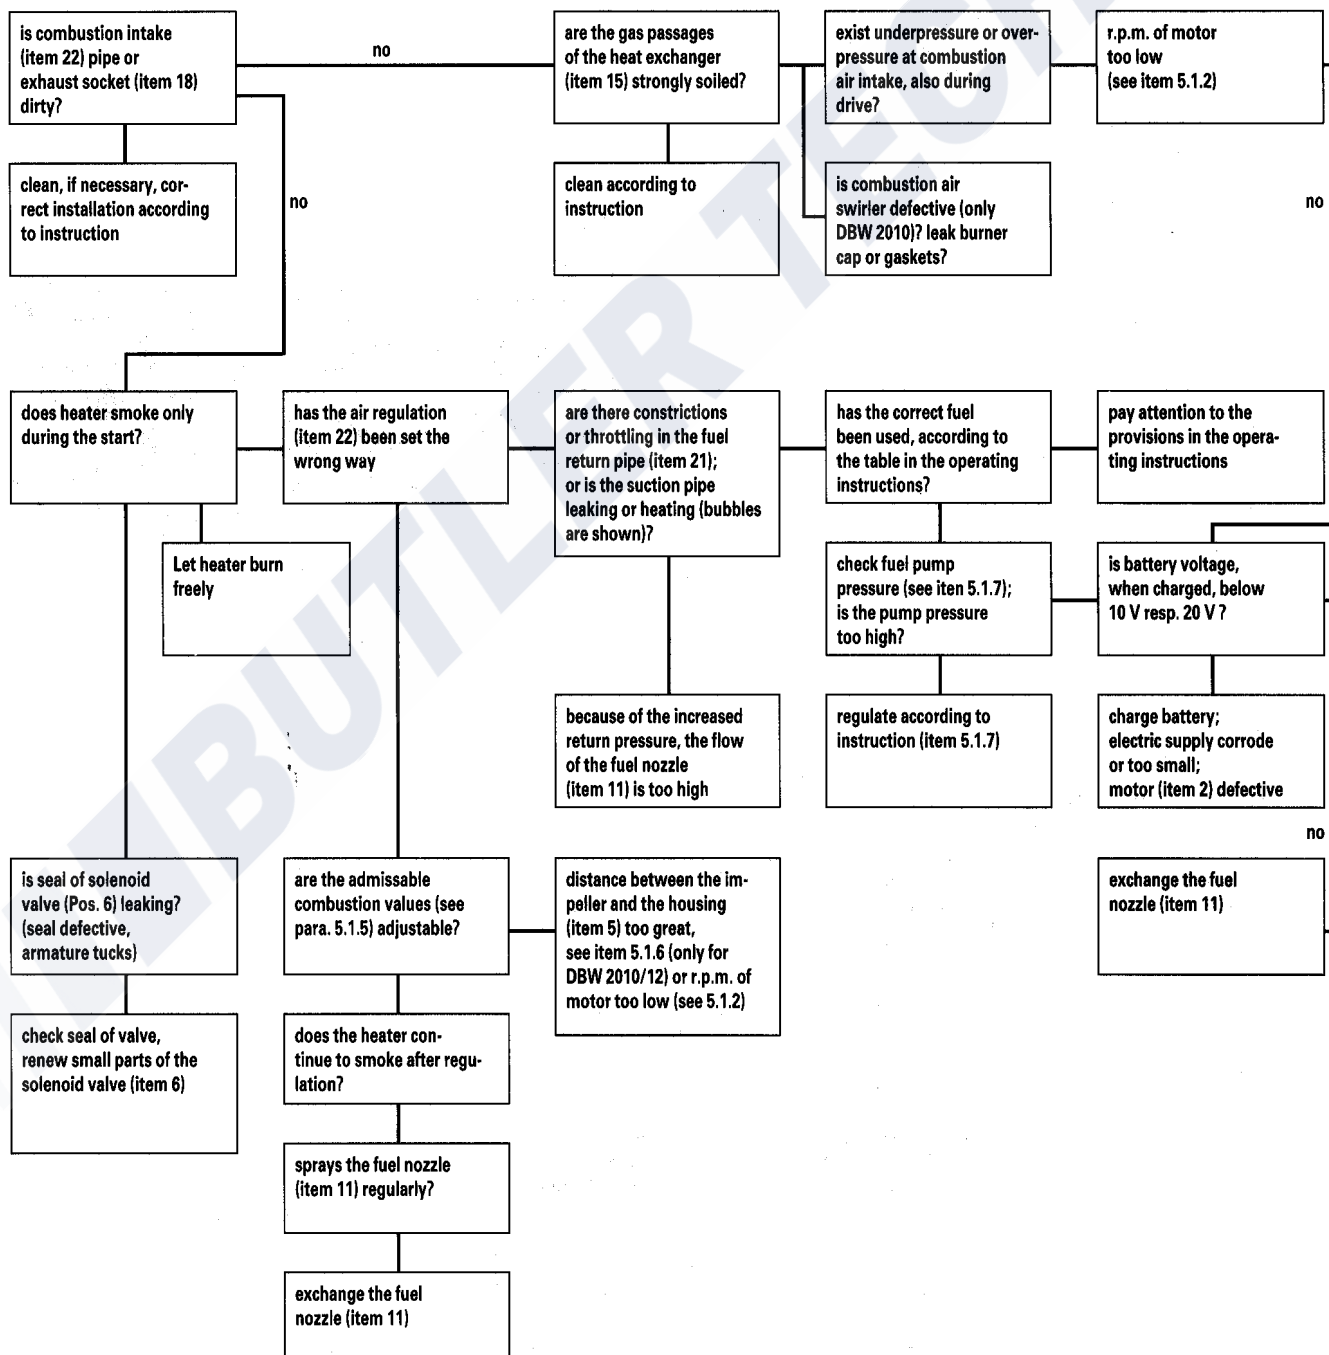 is combustion intake
(item 22) pipe or
exhaust socket (item 18)
dirty?
no
are the gas passages
of the heat exchanger
(item 15) strongly soiled?
exist underpressure or over-
pressure at combustion
air intake, also during
drive?
r.p.m. of motor
too low
(see item 5.1.2)
clean, if necessary, cor-
rect installation according
to instruction
no
clean according to
instruction
is combustion air
swirler defective (only
DBW 2010)? leak burner
cap or gaskets?
no
does heater smoke only
during the start?
has the air regulation
(item 22) been set the
wrong way
are there constrictions
or throttling in the fuel
return pipe (item 21);
or is the suction pipe
leaking or heating (bubbles
are shown)?
has the correct fuel
been used, according to
the table in the operating
instructions?
pay attention to the
provisions in the opera-
ting instructions
Let heater burn
freely
check fuel pump
pressure (see iten 5.1.7);
is the pump pressure
too high?
is battery voltage,
when charged, below
10 V resp. 20 V ?
because of the increased
return pressure, the flow
of the fuel nozzle
(item 11) is too high
regulate according to
instruction (item 5.1.7)
charge battery;
electric supply corrode
or too small;
motor (item 2) defective
no
is seal of solenoid
valve (Pos. 6) leaking?
(seal defective,
armature tucks)
are the admissable
combustion values (see
para. 5.1.5) adjustable?
distance between the im-
peller and the housing
(item 5) too great,
see item 5.1.6 (only for
DBW 2010/12) or r.p.m. of
motor too low (see 5.1.2)
exchange the fuel
nozzle (item 11)
check seal of valve,
renew small parts of the
solenoid valve (item 6)
does the heater con-
tinue to smoke after regu-
lation?
sprays the fuel nozzle
(item 11) regularly?
exchange the fuel
nozzle (item 11)
BUTLER TECH